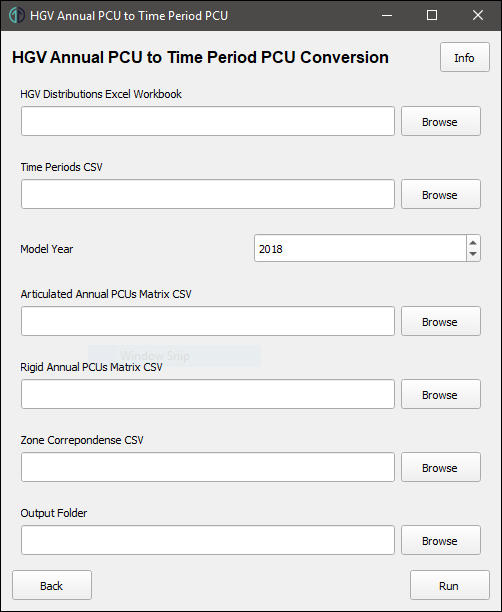 HGV Annual PCU to Time Period PCU
HGV Annual PCU to Time Period PCU Conversion
Info
HGV Distributions Excel Workbook
Browse
Time Periods CSV
Browse
Model Year
2018
Articulated Annual PCUs Matrix CSV
Browse
Window Snip
Rigid Annual PCUs Matrix CSV
Browse
Zone Correpondense CSV
Browse
Output Folder
Browse
Back
Run